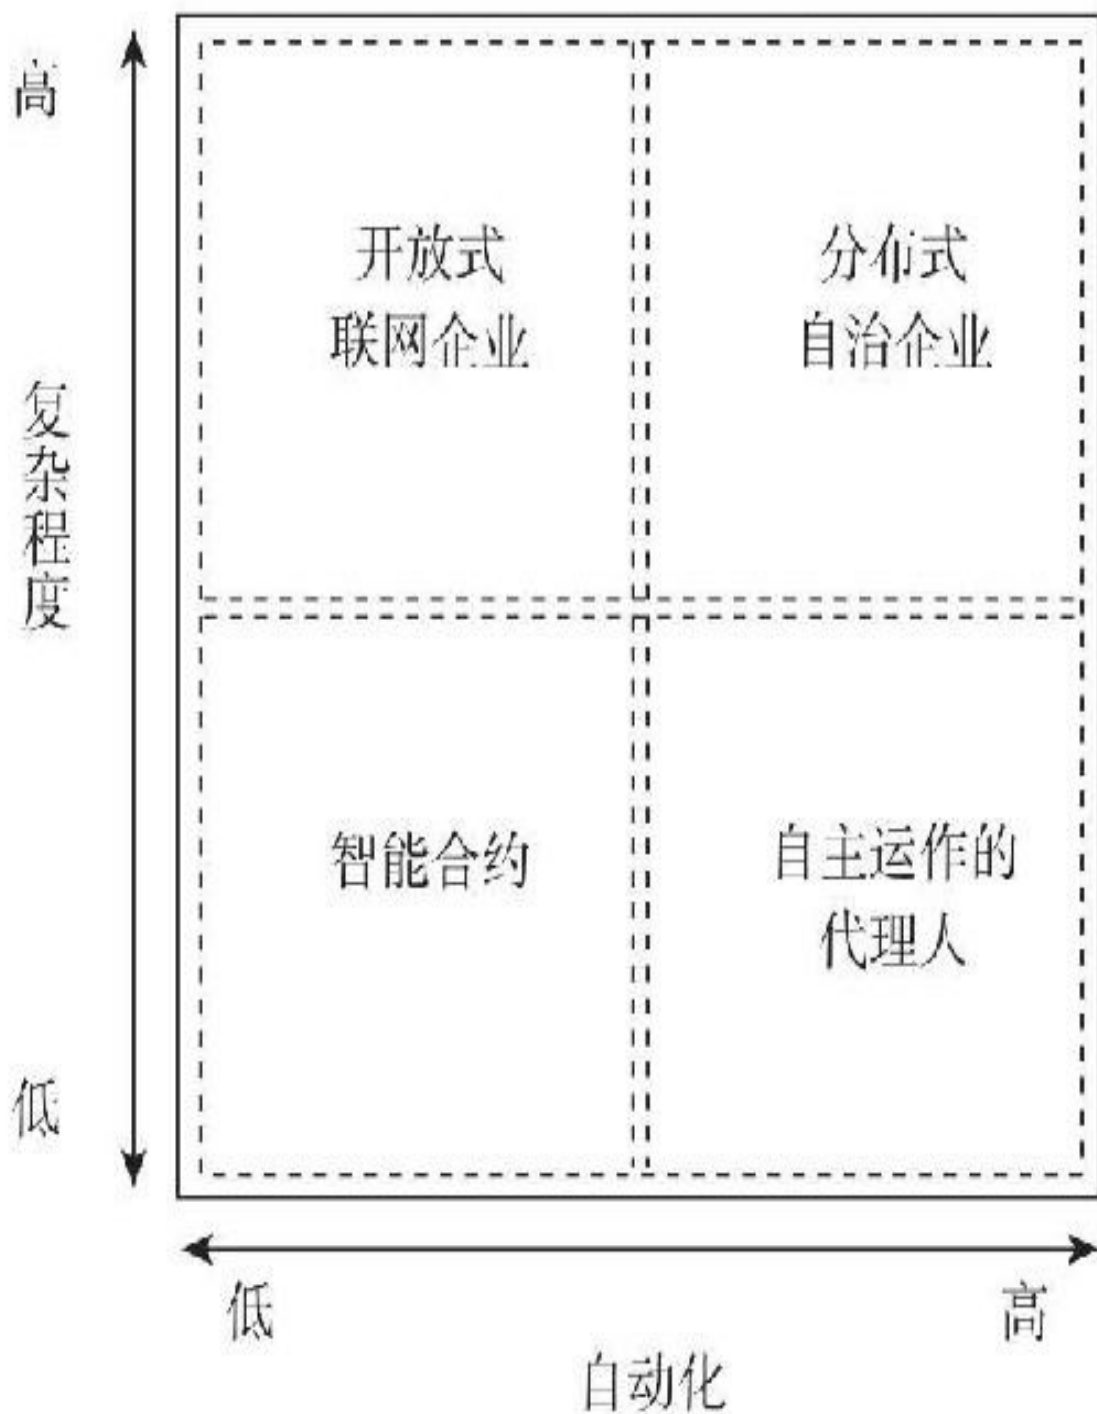 高
开放式
联网企业
分布式
自治企业
复杂程度
智能合约
自主运作的
代理人
低
低
高
自动化